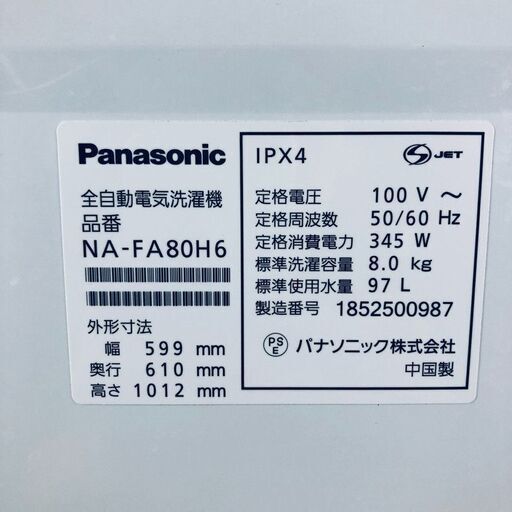 Panasonic
全自動電気洗濯機
品番
NA-FA80H6
外形寸法
幅 599 mm
奥行 610 mm
高さ 1012 mm
IPX4
S JET
定格電圧 100 V ～
定格周波数 50/60 Hz
定格消費電力 345 W
標準洗濯容量 8.0 kg
標準使用水量 97 L
製造番号 1852500987
PS E パナソニック株式会社
中国製